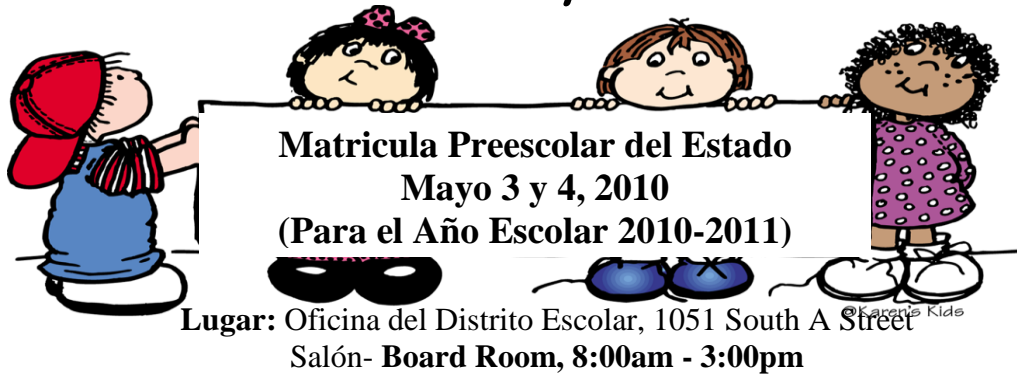 Matricula Preescolar del Estado
Mayo 3 y 4, 2010
(Para el Año Escolar 2010-2011)
©Karen's Kids
Lugar: Oficina del Distrito Escolar, 1051 South A Street
Salón- Board Room, 8:00am - 3:00pm